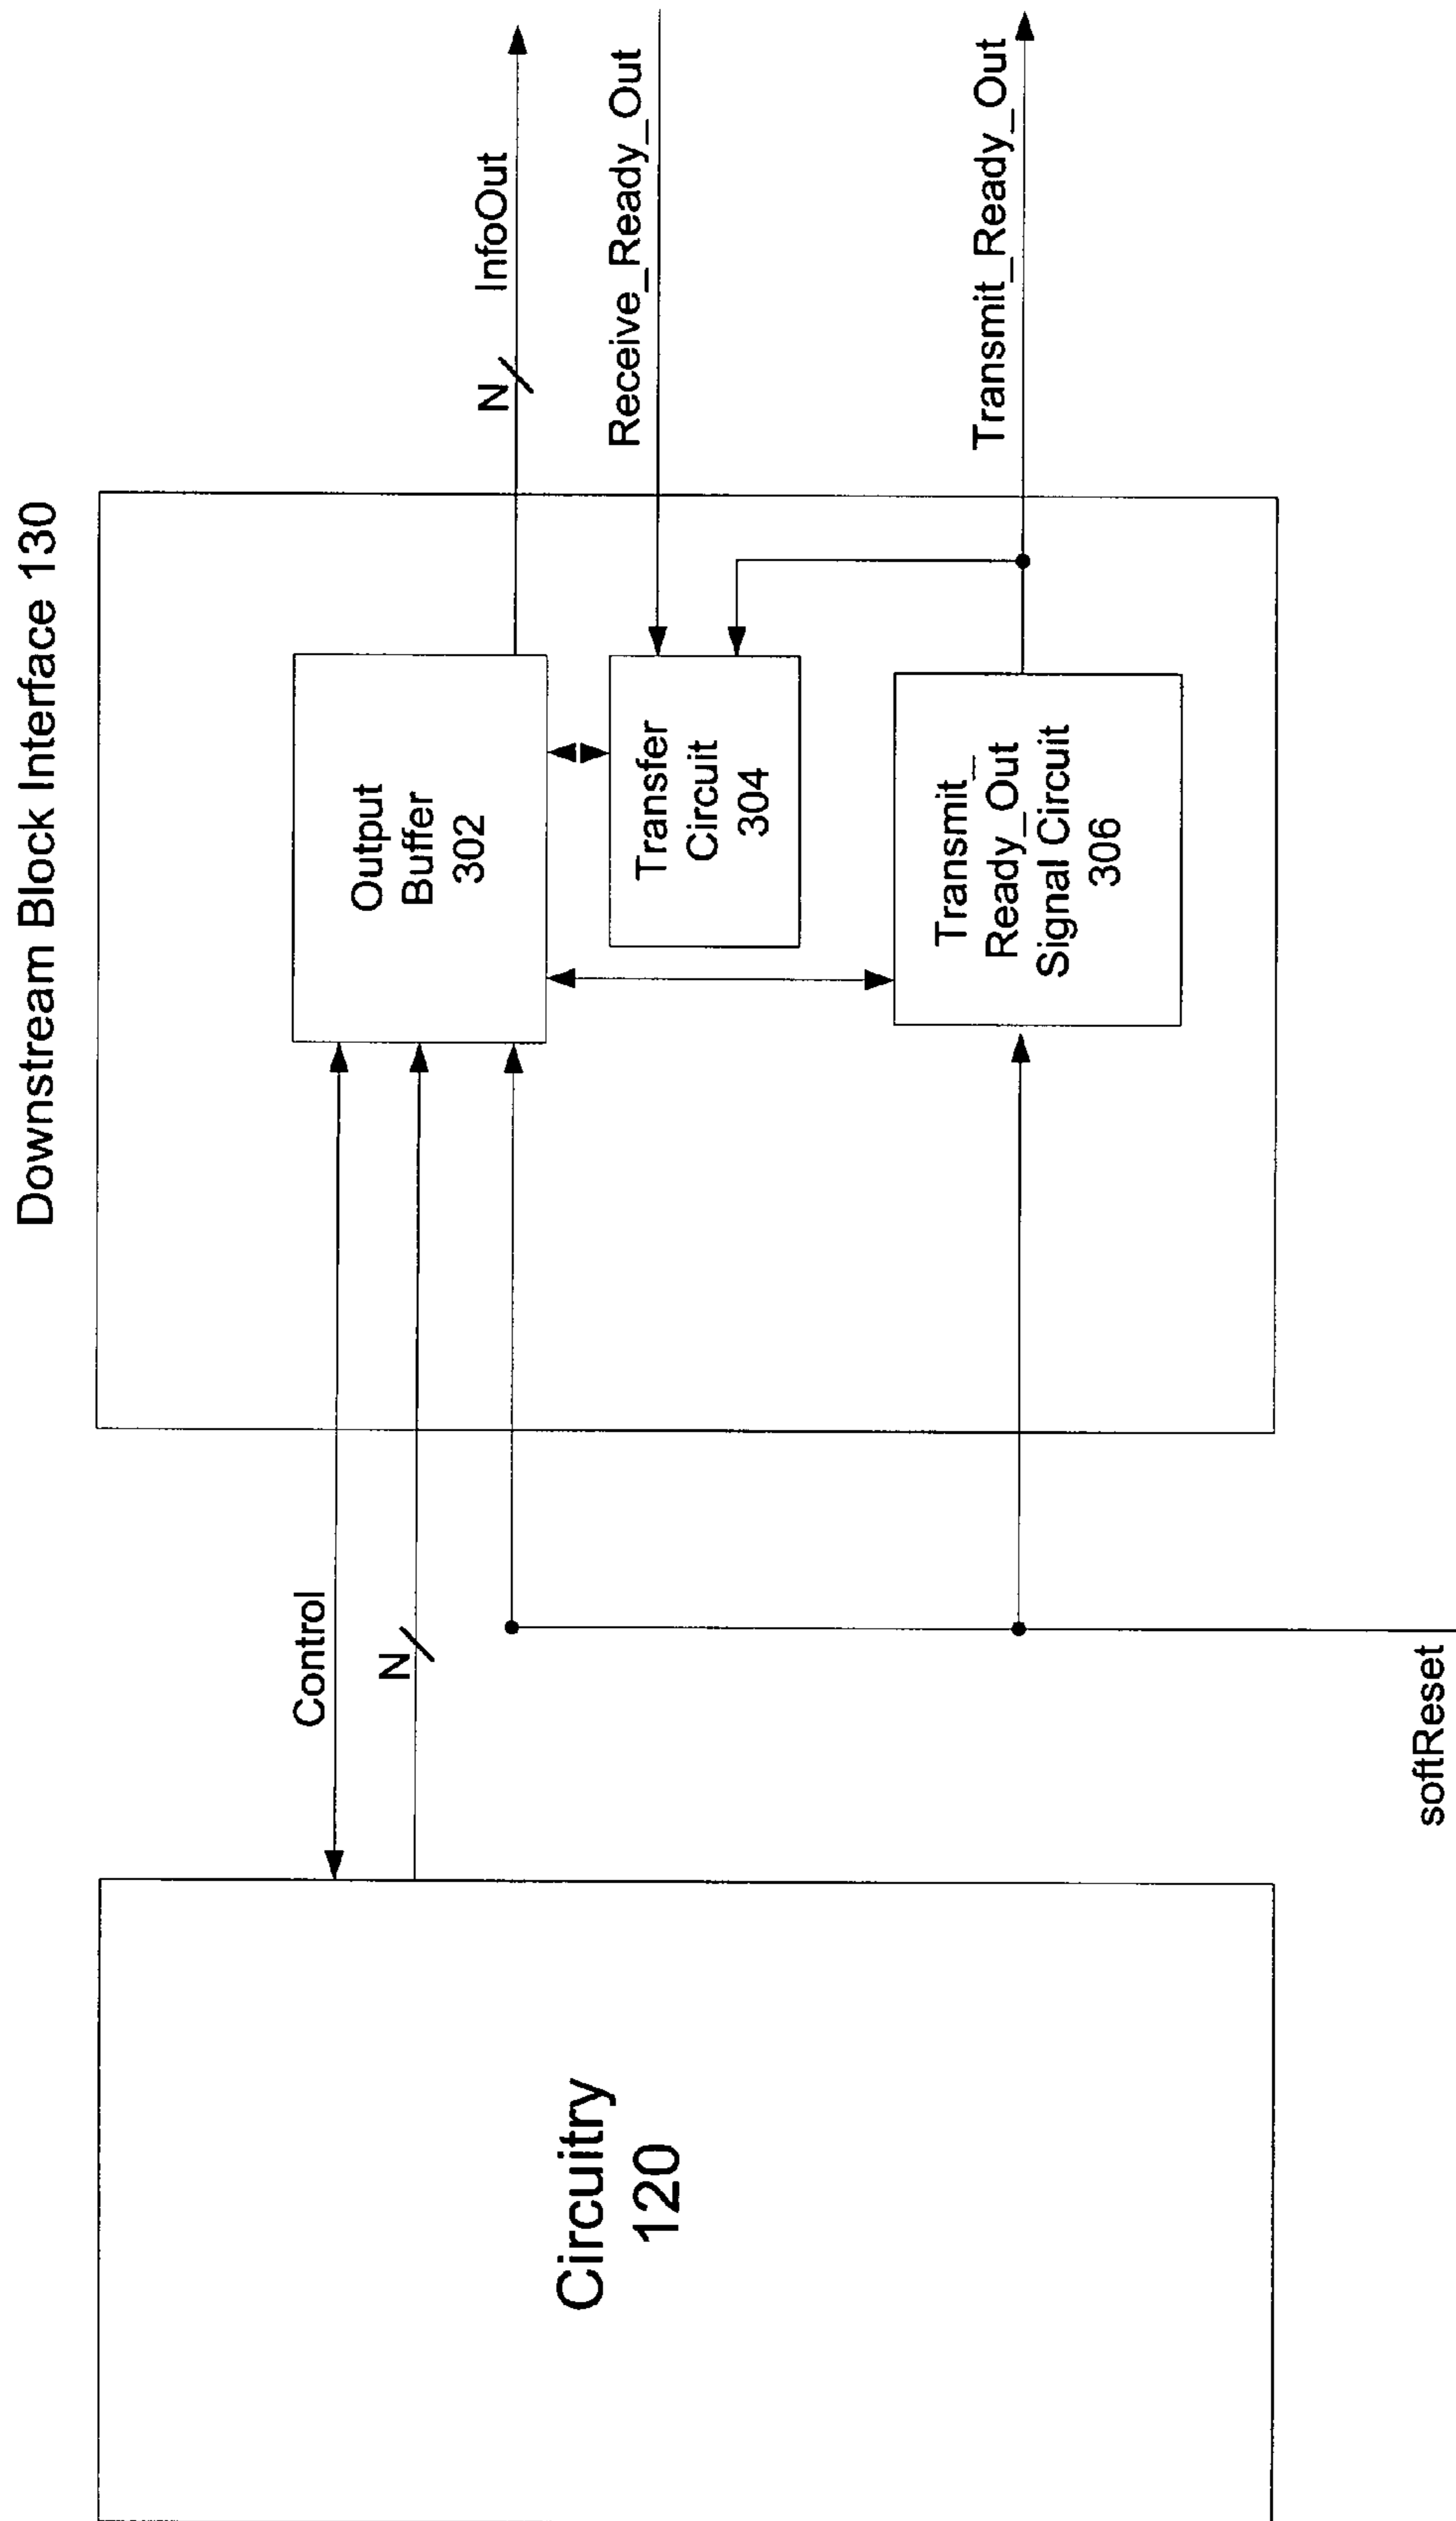 Downstream Block Interface 130
Control
N
Output
Buffer
302
N
InfoOut
Transfer
Circuit
304
Receive_Ready_Out
Transmit_
Ready_Out
Signal Circuit
306
Transmit_Ready_Out
Circuitry
120
softReset